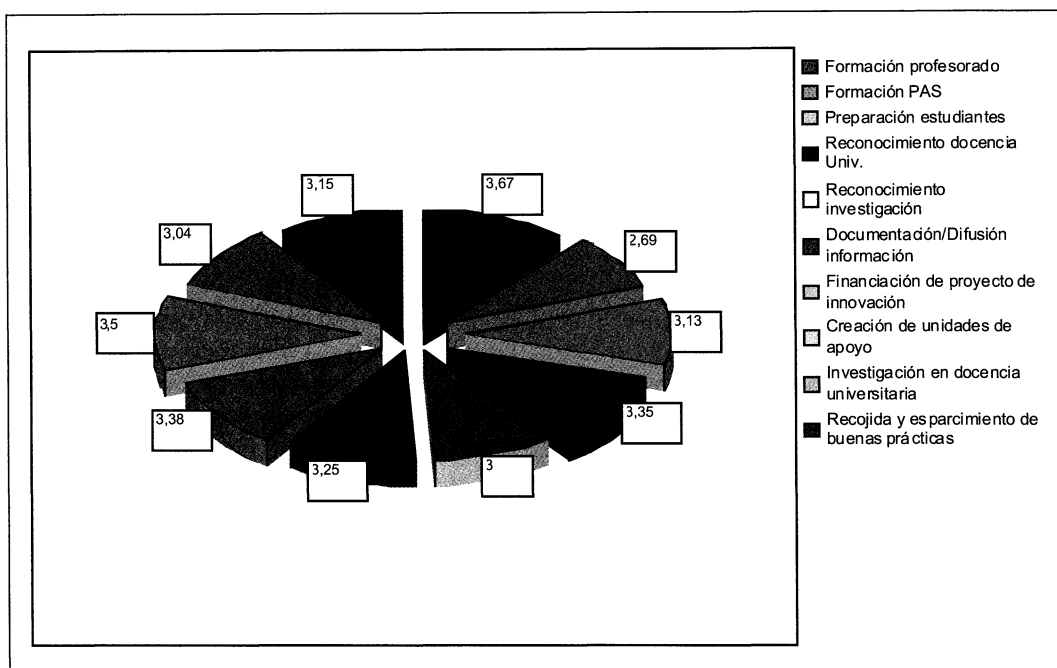 3,15
3,67
3,04
2,69
3,5
3,13
3,38
3,35
3,25
3
Formación profesorado
Formación PAS
Preparación estudiantes
Reconocimiento docencia
Univ.
Reconocimiento
investigación
Documentación/Difusión
información
Financiación de proyecto de
innovación
Creación de unidades de
apoyo
Investigación en docencia
universitaria
Recojida y esparcimiento de
buenas prácticas